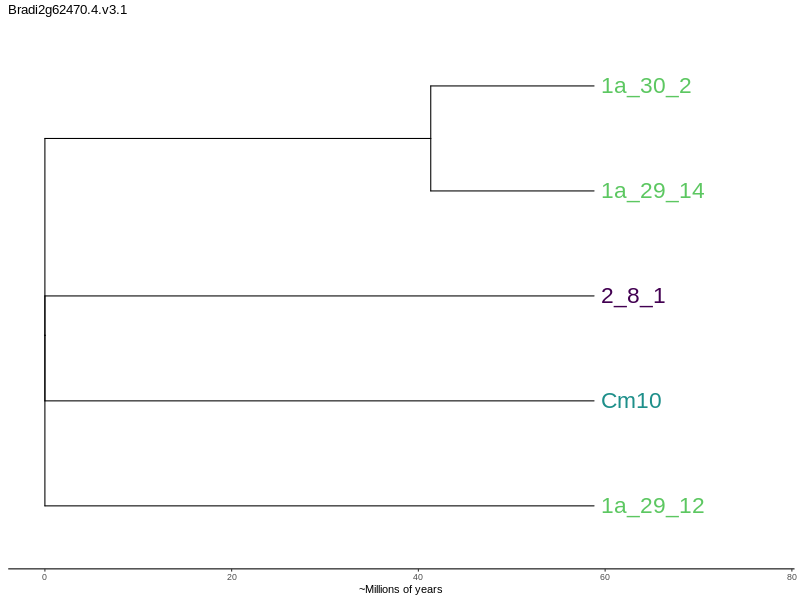 Bradi2g62470.4.v3.1
1a_30_2
1a_29_14
2_8_1
Cm10
1a_29_12
0 20 40 60 80
~Millions of years